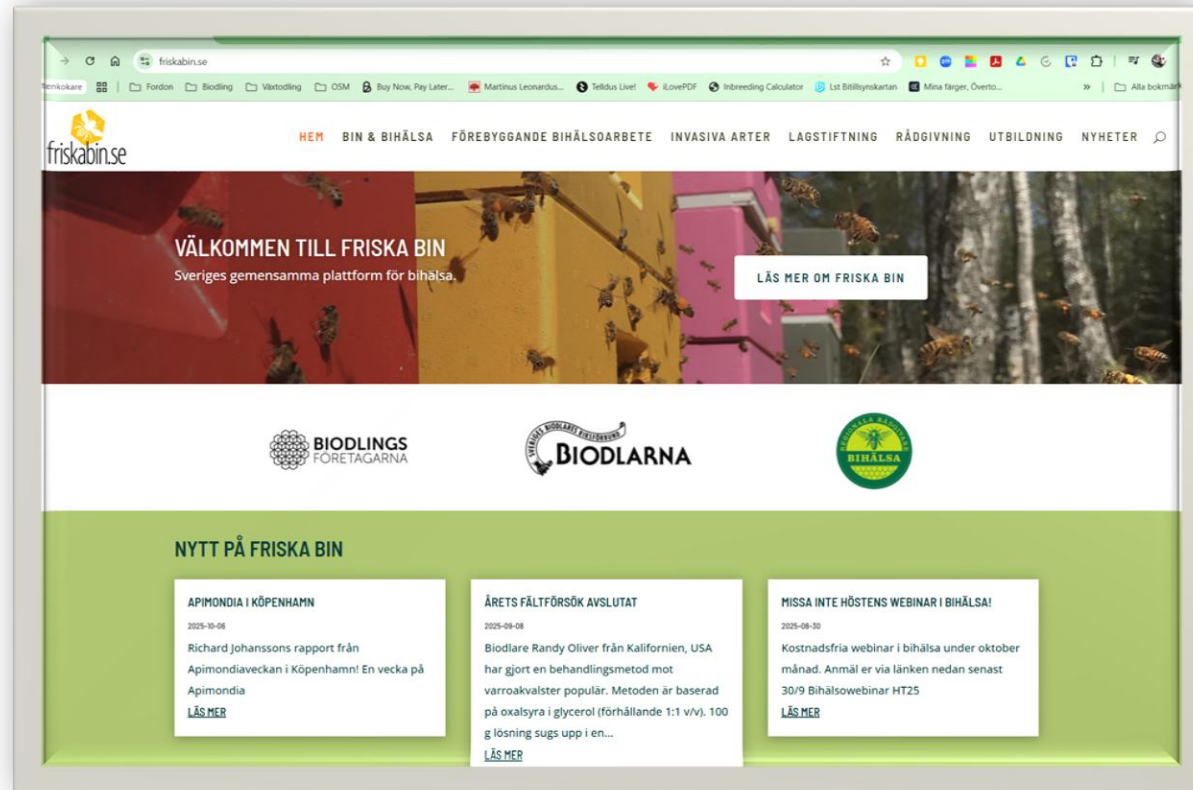 friskabin.se
tenkokare
Fordon
Biodling
Växtodling
OSM
Buy Now, Pay Later...
Martinus Leonardus...
Telldus Live!
iLovePDF
Inbreeding Calculator
Lst Bitillsynskartan
Mina färger, Överto...
»
Alla bokmärk
friskabin.se
HEM BIN & BIHÄLSA FÖREBYGGANDE BIHÄLSOARBETE INVASIVA ARTER LAGSTIFTNING RÅDGIVNING UTBILDNING NYHETER
VÄLKOMMEN TILL FRISKA BIN
Sveriges gemensamma plattform för bihälsa.
LÄS MER OM FRISKA BIN
BIODLINGS
FÖRETAGARNA
SVERIGES BIODLARES RIKSFÖRBUND
BIODLARNA
REGIONALA RÅDGIVARE
BIHÄLSA
NYTT PÅ FRISKA BIN
APIMONDIA I KÖPENHAMN
2025-10-06
Richard Johanssons rapport från
Apimondiaveckan i Köpenhamn! En vecka på
Apimondia
LÄS MER
ÅRETS FÄLTFÖRSÖK AVSLUTAT
2025-09-08
Biodlare Randy Oliver från Kalifornien, USA
har gjort en behandlingsmetod mot
varroakvalster populär. Metoden är baserad
på oxalsyra i glycerol (förhållande 1:1 v/v). 100
g lösning sugs upp i en...
LÄS MER
MISSA INTE HÖSTENS WEBINAR I BIHÄLSA!
2025-08-30
Kostnadsfria webinar i bihälsa under oktober
månad. Anmäl er via länken nedan senast
30/9 Bihälsowebinar HT25
LÄS MER